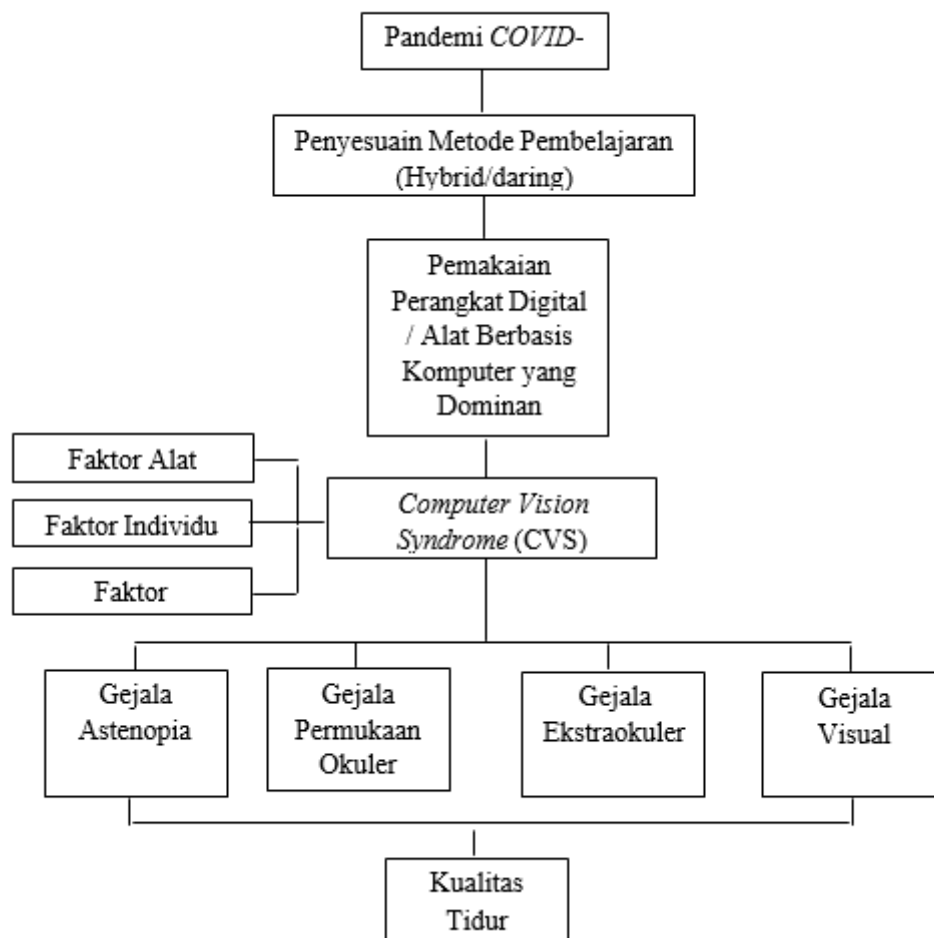 Pandemi COVID-
Penyesuain Metode Pembelajaran
(Hybrid/daring)
Pemakaian
Perangkat Digital
/ Alat Berbasis
Komputer yang
Dominan
Faktor Alat
Faktor Individu
Faktor
Computer Vision
Syndrome (CVS)
Gejala
Astenopia
Gejala
Permukaan
Okuler
Gejala
Ekstraokuler
Gejala
Visual
Kualitas
Tidur